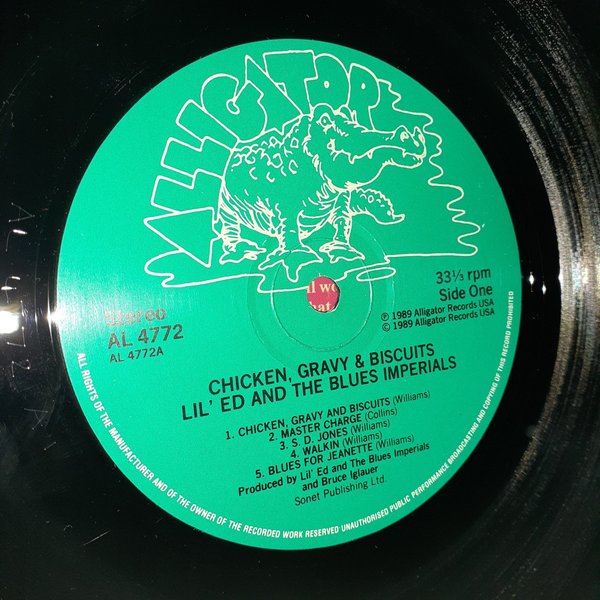 ALLIGATOR
33⅓ rpm
Side One
Ⓟ 1989 Alligator Records USA
© 1989 Alligator Records USA
Stereo
AL 4772
AL 4772A
CHICKEN, GRAVY & BISCUITS
LIL' ED AND THE BLUES IMPERIALS
1. CHICKEN, GRAVY AND BISCUITS (Williams)
2. MASTER CHARGE (Collins)
3. S. D. JONES (Williams)
4. WALKIN (Williams)
5. BLUES FOR JEANETTE (Williams)
Produced by Lil' Ed and The Blues Imperials
and Bruce Iglauer
Sonet Publishing Ltd.
ALL RIGHTS OF THE MANUFACTURER AND OF THE OWNER OF THE RECORDED WORK RESERVED UNAUTHORISED PUBLIC PERFORMANCE BROADCASTING AND COPYING OF THIS RECORD PROHIBITED